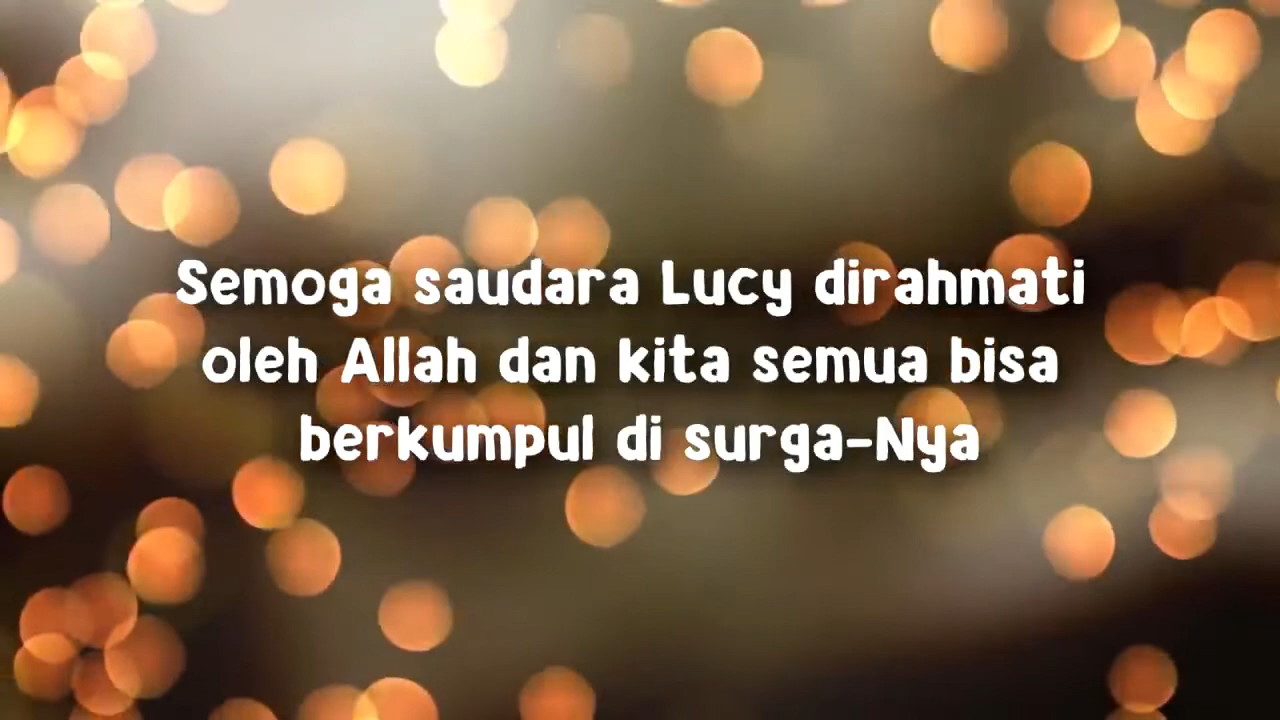 Semoga saudara Lucy dirahmati
oleh Allah dan kita semua bisa
berkumpul di surga-Nya